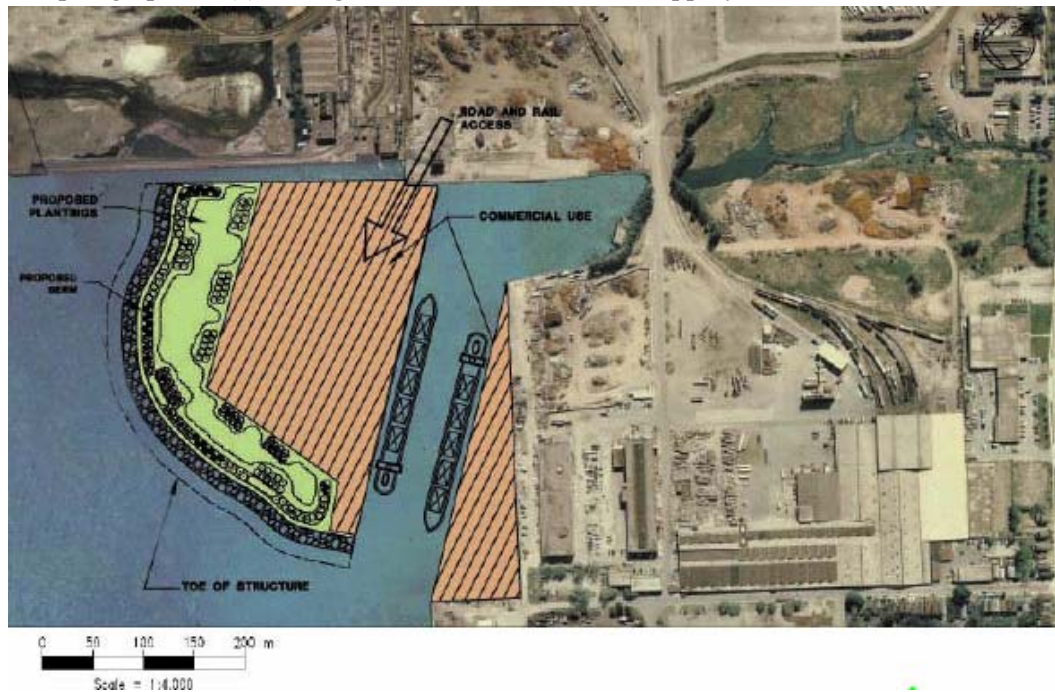 ROAD AND RAIL
ACCESS
PROPOSED
PLANTINGS
COMMERCIAL USE
PROPOSED
BERM
TOE OF STRUCTURE
0 50 100 150 200 m
Scale = 1:4,000